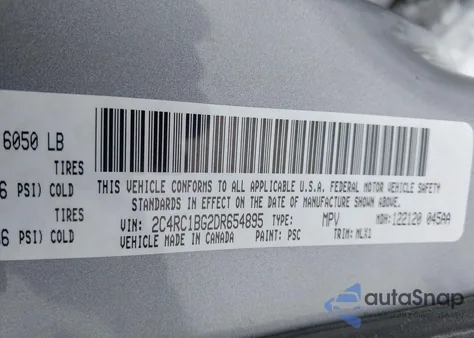 6050 LB
TIRES
6 PSI) COLD
TIRES
6 PSI) COLD
THIS VEHICLE CONFORMS TO ALL APPLICABLE U.S.A. FEDERAL MOTOR VEHICLE SAFETY
STANDARDS IN EFFECT ON THE DATE OF MANUFACTURE SHOWN ABOVE.
VIN: 2C4RC1BG2DR654895 TYPE: MPV MDH: 122120 045AA
VEHICLE MADE IN CANADA PAINT: PSC TRIM: MLX1
autoSnap